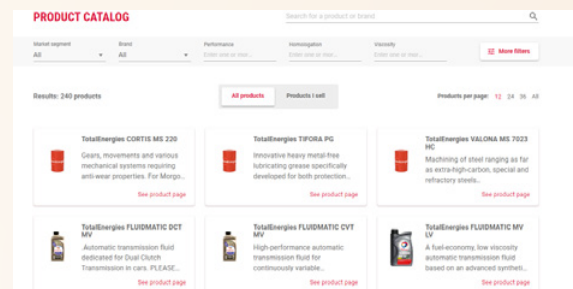 PRODUCT CATALOG
Search for a product or brand
Market segment
All
Brand
All
Performance
Enter one or mor...
Homologation
Enter one or mor...
Viscosity
Enter one or mor...
More filters
Results: 240 products
All products
Products I sell
Products per page: 12 24 36 All
TotalEnergies CORTIS MS 220
Gears, movements and various
mechanical systems requiring
anti-wear properties. For Morgo...
See product page
TotalEnergies TIFORA PG
Innovative heavy metal-free
lubricating grease specifically
developed for both protection...
See product page
TotalEnergies VALONA MS 7023
HC
Machining of steel ranging as far
as extra-high-carbon, special and
refractory steels..
See product page
TotalEnergies FLUIDMATIC DCT
MV
.Automatic transmission fluid
dedicated for Dual Clutch
Transmission in cars. PLEASE...
See product page
TotalEnergies FLUIDMATIC CVT
MV
High-performance automatic
transmission fluid for
continuously variable...
See product page
TotalEnergies FLUIDMATIC MV
LV
A fuel-economy, low viscosity
automatic transmission fluid
based on an advanced syntheti...
See product page